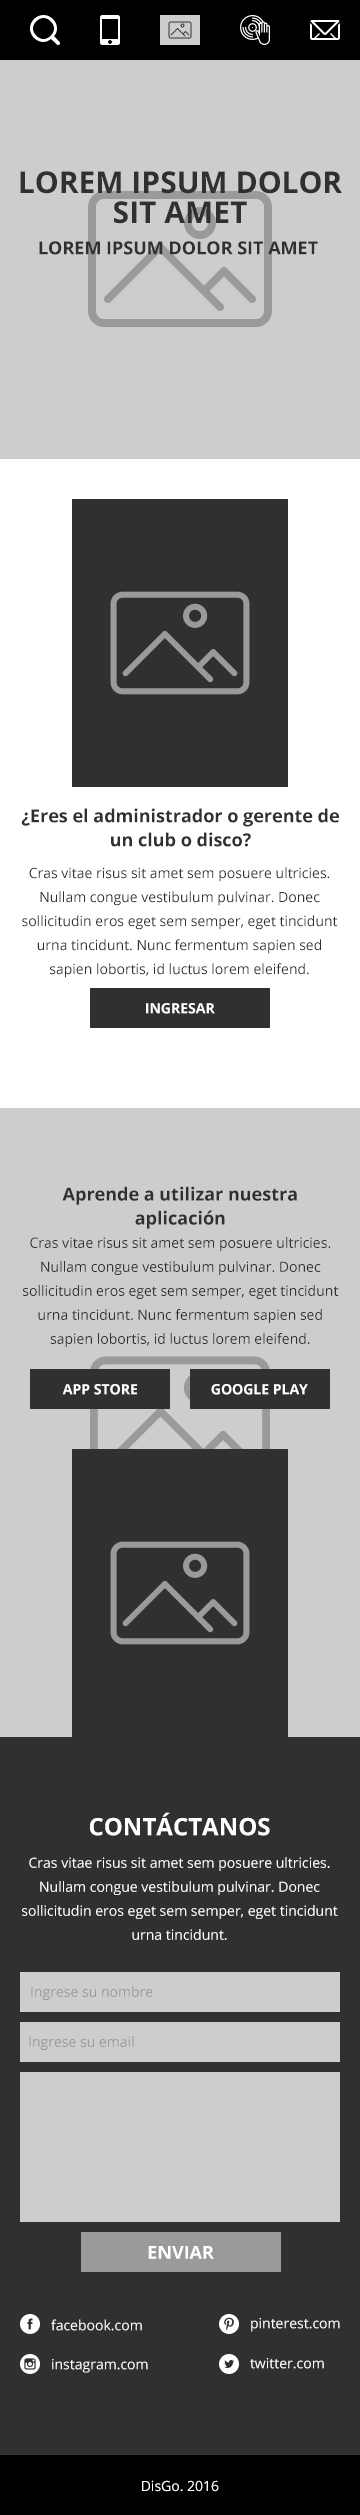 LOREM IPSUM DOLOR
SIT AMET
LOREM IPSUM DOLOR SIT AMET
¿Eres el administrador o gerente de
un club o disco?
Cras vitae risus sit amet sem posuere ultricies.
Nullam congue vestibulum pulvinar. Donec
sollicitudin eros eget sem semper, eget tincidunt
urna tincidunt. Nunc fermentum sapien sed
sapien lobortis, id luctus lorem eleifend.
INGRESAR
Aprende a utilizar nuestra
aplicación
Cras vitae risus sit amet sem posuere ultricies.
Nullam congue vestibulum pulvinar. Donec
sollicitudin eros eget sem semper, eget tincidunt
urna tincidunt. Nunc fermentum sapien sed
sapien lobortis, id luctus lorem eleifend.
APP STORE
GOOGLE PLAY
CONTÁCTANOS
Cras vitae risus sit amet sem posuere ultricies.
Nullam congue vestibulum pulvinar. Donec
sollicitudin eros eget sem semper, eget tincidunt
urna tincidunt.
Ingrese su nombre
Ingrese su email
ENVIAR
facebook.com
pinterest.com
instagram.com
twitter.com
DisGo. 2016